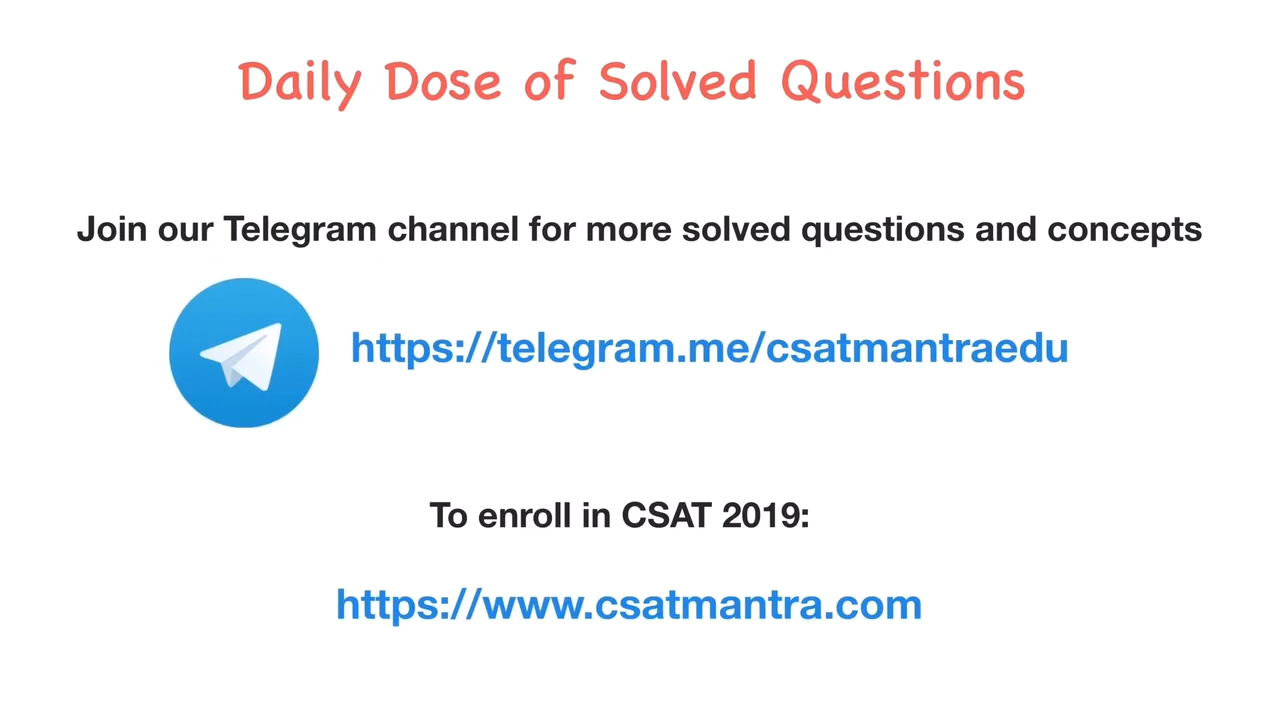 Daily Dose of Solved Questions
Join our Telegram channel for more solved questions and concepts
https://telegram.me/csatmantraedu
To enroll in CSAT 2019:
https://www.csatmantra.com